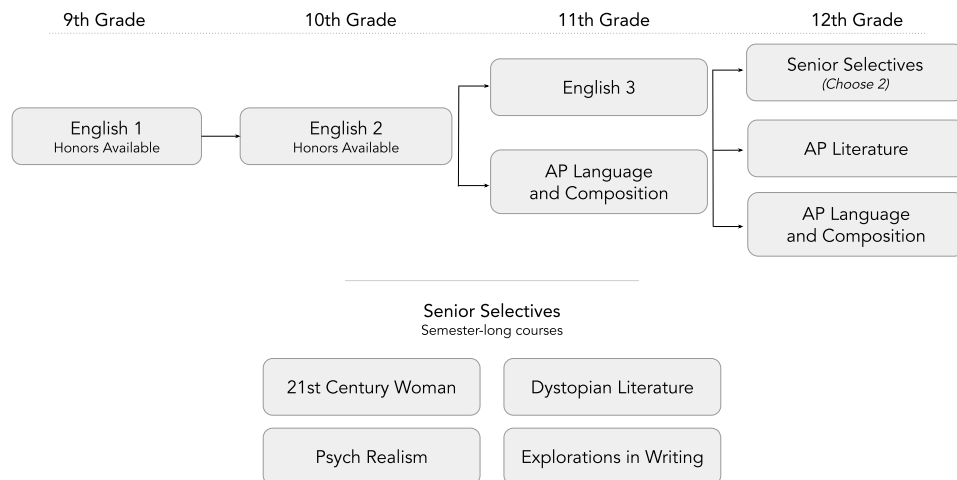 9th Grade
10th Grade
11th Grade
12th Grade
English 1
Honors Available
English 2
Honors Available
English 3
AP Language
and Composition
Senior Selectives
(Choose 2)
AP Literature
AP Language
and Composition
Senior Selectives
Semester-long courses
21st Century Woman
Dystopian Literature
Psych Realism
Explorations in Writing